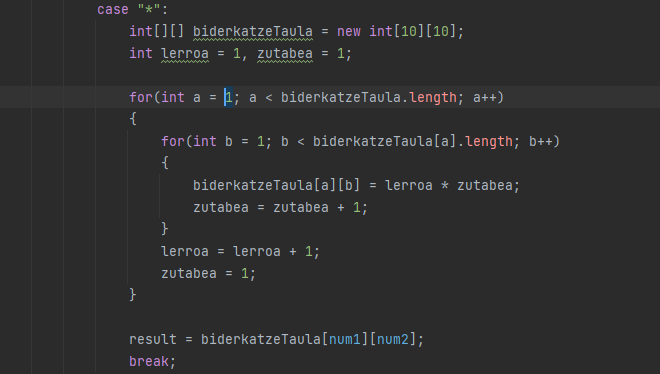 case "*":
int[][] biderkatzeTaula = new int[10][10];
int lerroa = 1, zutabea = 1;
for(int a = 1; a < biderkatzeTaula.length; a++)
{
for(int b = 1; b < biderkatzeTaula[a].length; b++)
{
biderkatzeTaula[a][b] = lerroa * zutabea;
zutabea = zutabea + 1;
}
lerroa = lerroa + 1;
zutabea = 1;
}
result = biderkatzeTaula[num1][num2];
break;